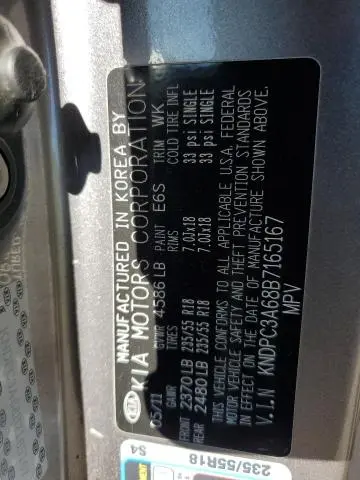 MANUFACTURED IN KOREA BY
KIA MOTORS CORPORATION
05/11 GVWR 4586 LB PAINT E6S TRIM WK
GAWR TIRES RIMS COLD TIRE INFL
FRONT 2370 LB 235/55 R18 7.0JX18 33 psi SINGLE
REAR 2480 LB 235/55 R18 7.0JX18 33 psi SINGLE
THIS VEHICLE CONFORMS TO ALL APPLICABLE U.S.A. FEDERAL
MOTOR VEHICLE SAFETY AND THEFT PREVENTION STANDARDS
IN EFFECT ON THE DATE OF MANUFACTURE SHOWN ABOVE.
V.I.N KNDPC3A68B7165167
MPV
235/55R18
S4